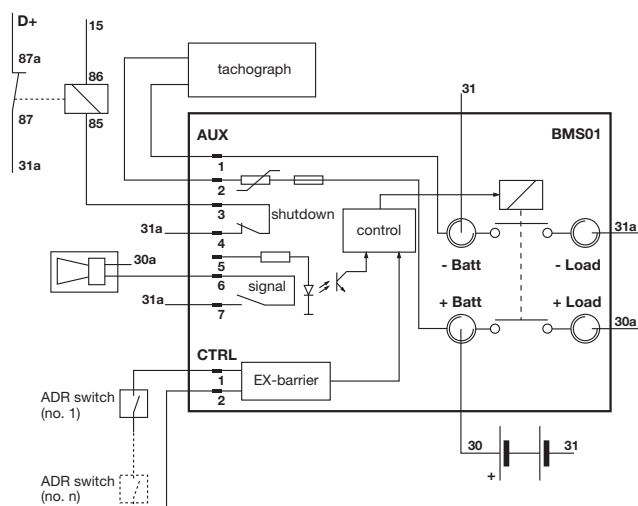 D+
15
87a
86
87
85
31a
tachograph
31
AUX
BMS01
1
2
3
shutdown
31a
4
control
30a
5
6
signal
31a
7
- Batt
- Load
31a
+ Batt
+ Load
30a
CTRL
1
EX-barrier
2
ADR switch
(no. 1)
ADR switch
(no. n)
30
31
+